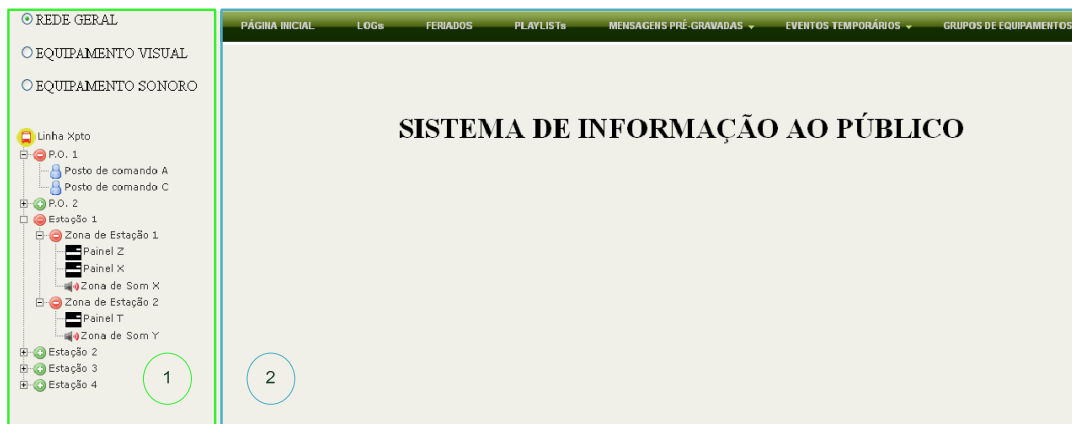 REDE GERAL
EQUIPAMENTO VISUAL
EQUIPAMENTO SONORO
Linha Xpto
P.O. 1
Posto de comando A
Posto de comando C
P.O. 2
Estação 1
Zona de Estação 1
Painel Z
Painel X
Zona de Som X
Zona de Estação 2
Painel T
Zona de Som Y
Estação 2
Estação 3
Estação 4
1
PÁGINA INICIAL LOGs FERIADOS PLAYLISTs MENSAGENS PRÉ-GRAVADAS EVENTOS TEMPORÁRIOS GRUPOS DE EQUIPAMENTOS
SISTEMA DE INFORMAÇÃO AO PÚBLICO
2